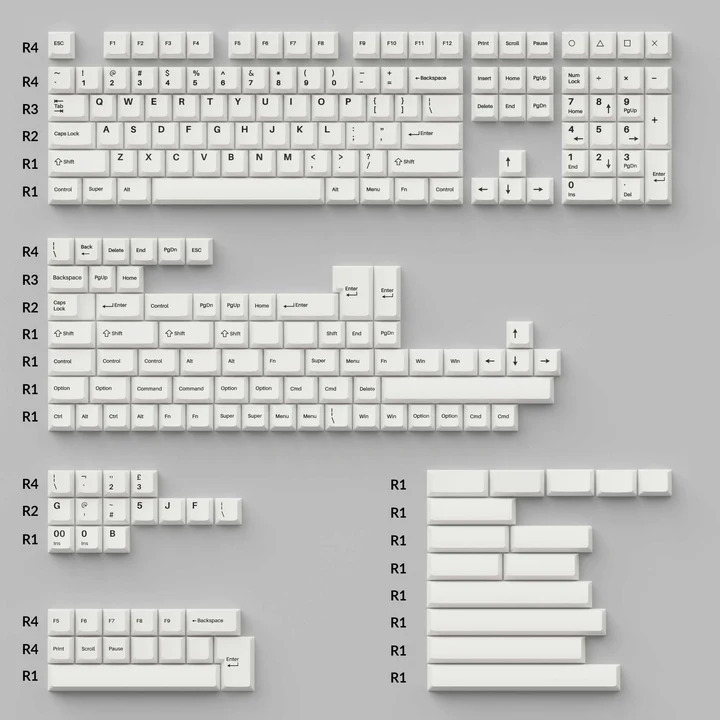 R4 ESC F1 F2 F3 F4 F5 F6 F7 F8 F9 F10 F11 F12 Print Scroll Pause
R4 ~ ! 1 @ 2 # 3 $ 4 % 5 ^ 6 & 7 * 8 ( 9 ) 0 - + = ←Backspace Insert Home PgUp Num Lock ÷ × −
R3 Tab Q W E R T Y U I O P { [ } ] | \ Delete End PgDn 7 Home 8 ↑ 9 PgUp +
R2 Caps Lock A S D F G H J K L : ; " , Enter 4 ← 5 6 →
R1 Shift Z X C V B N M < , > . ? / Shift ↑ 1 End 2 ↓ 3 PgDn Enter
R1 Control Super Alt Alt Menu Fn Control ← ↓ → 0 Ins . Del
R4 | \ Back ← Delete End PgDn PgUp ESC
R3 Backspace PgUp Home Enter Enter
R2 Caps Lock Enter Control PgDn PgUp Home Enter
R1 Shift Shift Shift Shift Shift End PgDn ↑
R1 Control Control Control Alt Alt Fn Super Menu Fn Win Win ← ↓ →
R1 Option Option Command Command Option Option Cmd Cmd Delete
R1 Ctrl Alt Ctrl Alt Fn Fn Super Super Menu Menu | \ Win Win Option Option Cmd Cmd
R4 | \ ¬ " 2 £ 3
R2 G @ ~ # 5 J F | \
R1 00 Ins 0 Ins B
R1
R1
R1
R1
R1
R1
R1
R1
R4 F5 F6 F7 F8 F9 ←Backspace
R4 Print Scroll Pause Enter
R1